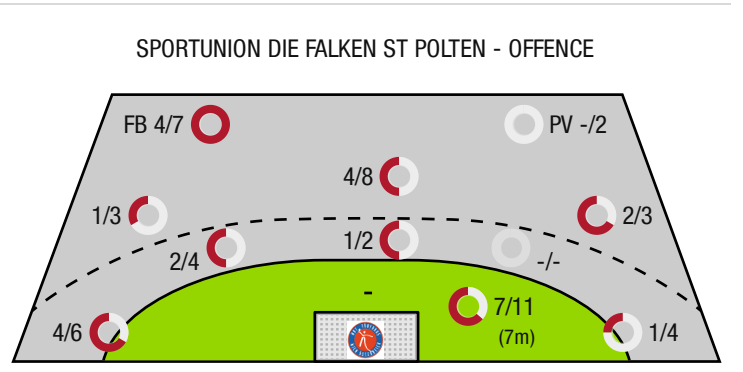 SPORTUNION DIE FALKEN ST POLTEN - OFFENCE
FB 4/7
PV -/2
4/8
1/3
2/3
2/4
1/2
-/-
-
7/11
(7m)
4/6
1/4